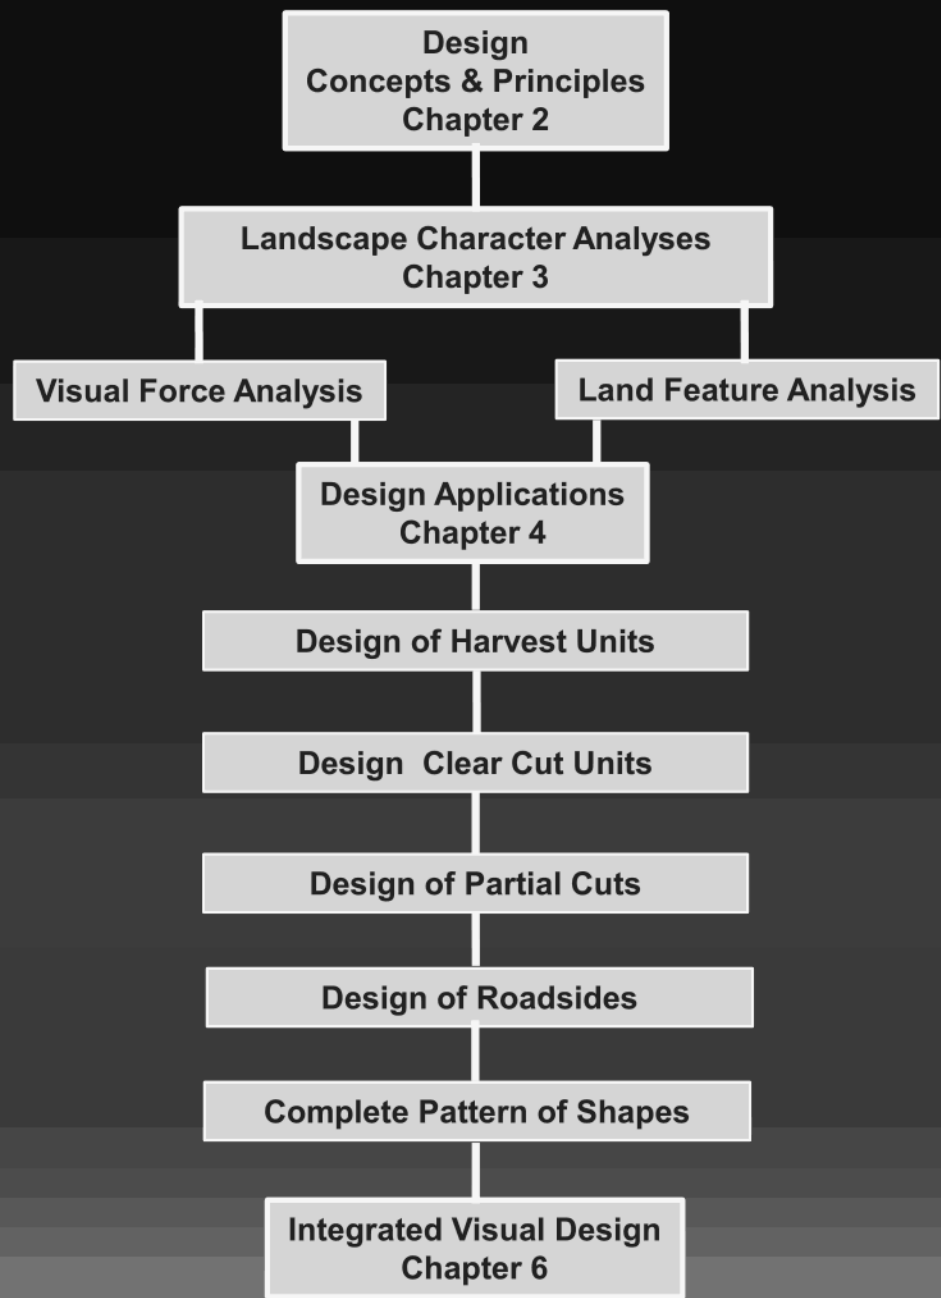 Design
Concepts & Principles
Chapter 2
Landscape Character Analyses
Chapter 3
Visual Force Analysis
Land Feature Analysis
Design Applications
Chapter 4
Design of Harvest Units
Design  Clear Cut Units
Design of Partial Cuts
Design of Roadsides
Complete Pattern of Shapes
Integrated Visual Design
Chapter 6